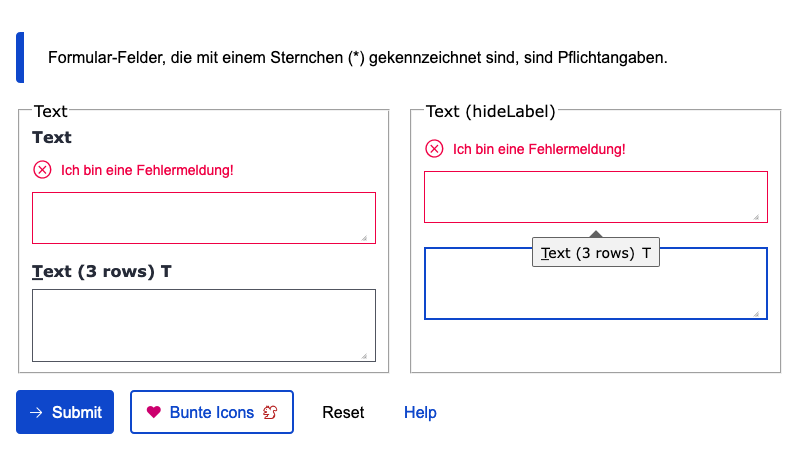 Formular-Felder, die mit einem Sternchen (*) gekennzeichnet sind, sind Pflichtangaben.
Text
Text
Ich bin eine Fehlermeldung!
Text (3 rows) T
Text (hideLabel)
Ich bin eine Fehlermeldung!
Text (3 rows) T
Submit
Bunte Icons
Reset
Help